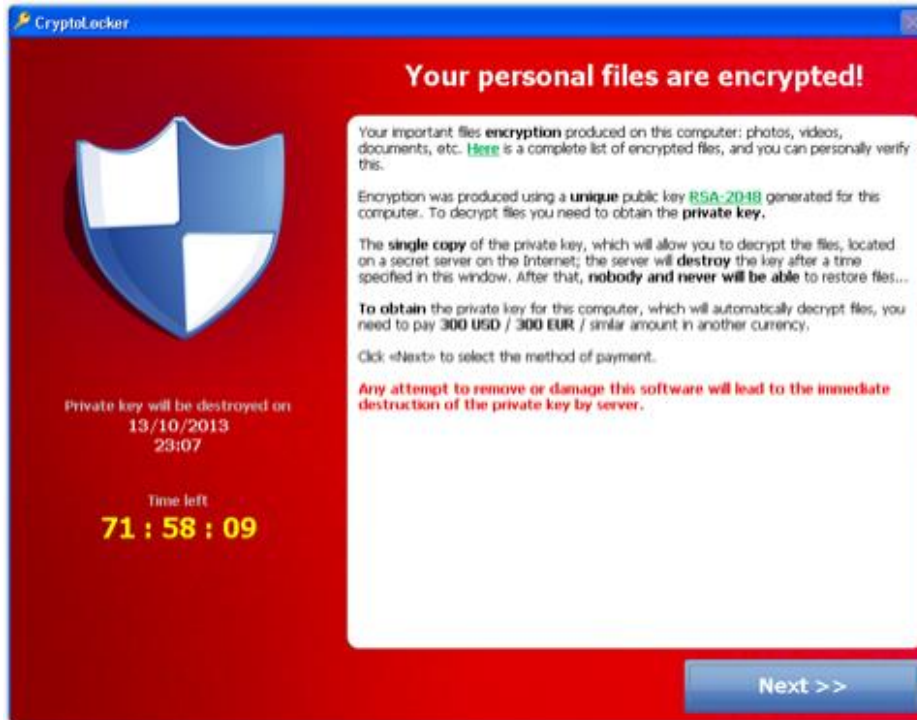 CryptoLocker
Your personal files are encrypted!
Your important files encryption produced on this computer: photos, videos,
documents, etc. Here is a complete list of encrypted files, and you can personally verify
this.
Encryption was produced using a unique public key RSA-2048 generated for this
computer. To decrypt files you need to obtain the private key.
The single copy of the private key, which will allow you to decrypt the files, located
on a secret server on the Internet; the server will destroy the key after a time
specified in this window. After that, nobody and never will be able to restore files...
To obtain the private key for this computer, which will automatically decrypt files, you
need to pay 300 USD / 300 EUR / similar amount in another currency.
Click «Next» to select the method of payment.
Any attempt to remove or damage this software will lead to the immediate
destruction of the private key by server.
Private key will be destroyed on
13/10/2013
23:07
Time left
71 : 58 : 09
Next >>